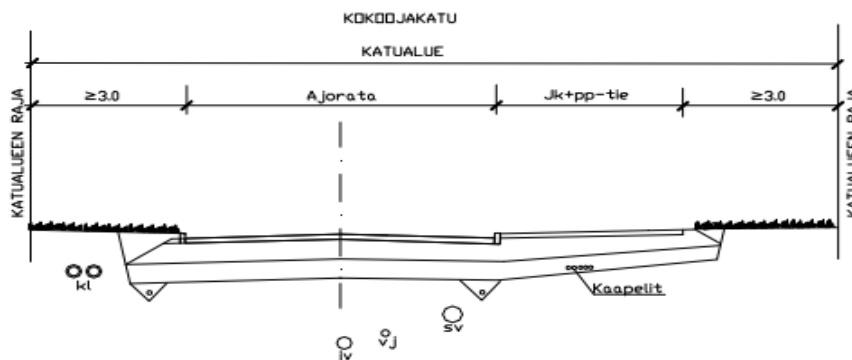 KOKOOJAKATU
KATUALUE
≥3.0
Ajorata
Jk+pp-tie
≥3.0
KATUALUEEN RAJA
KATUALUEEN RAJA
kl
Kaapelit
sv
vj
jv